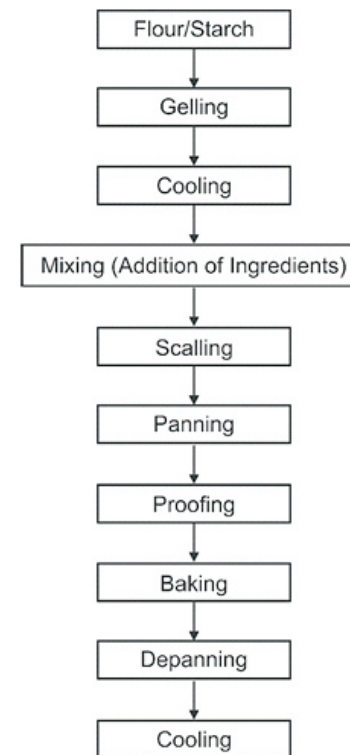 Flour/Starch
Gelling
Cooling
Mixing (Addition of Ingredients)
Scalling
Panning
Proofing
Baking
Depanning
Cooling